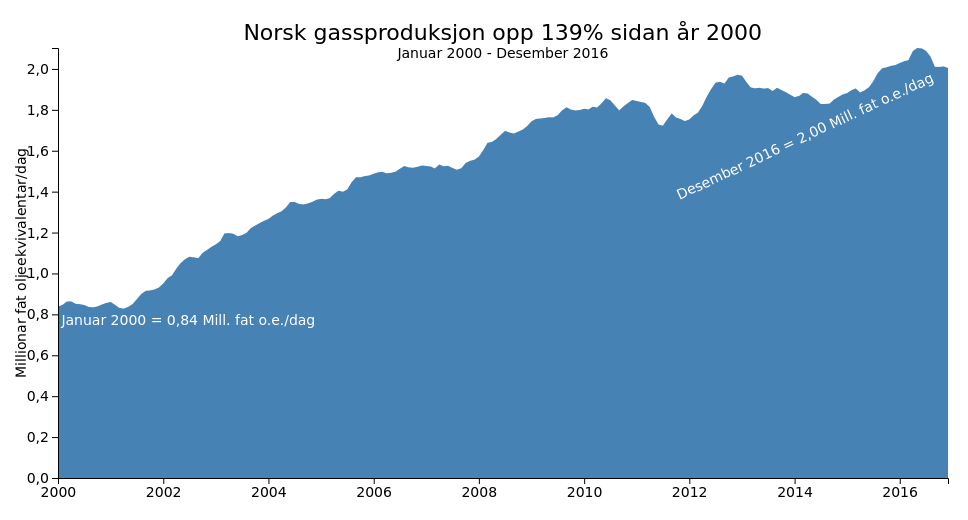 Norsk gassproduksjon opp 139% sidan år 2000
Januar 2000 - Desember 2016
Millionar fat oljeekvivalentar/dag
2,0
1,8
1,6
1,4
1,2
1,0
0,8
0,6
0,4
0,2
0,0
Desember 2016 = 2,00 Mill. fat o.e./dag
Januar 2000 = 0,84 Mill. fat o.e./dag
2000 2002 2004 2006 2008 2010 2012 2014 2016